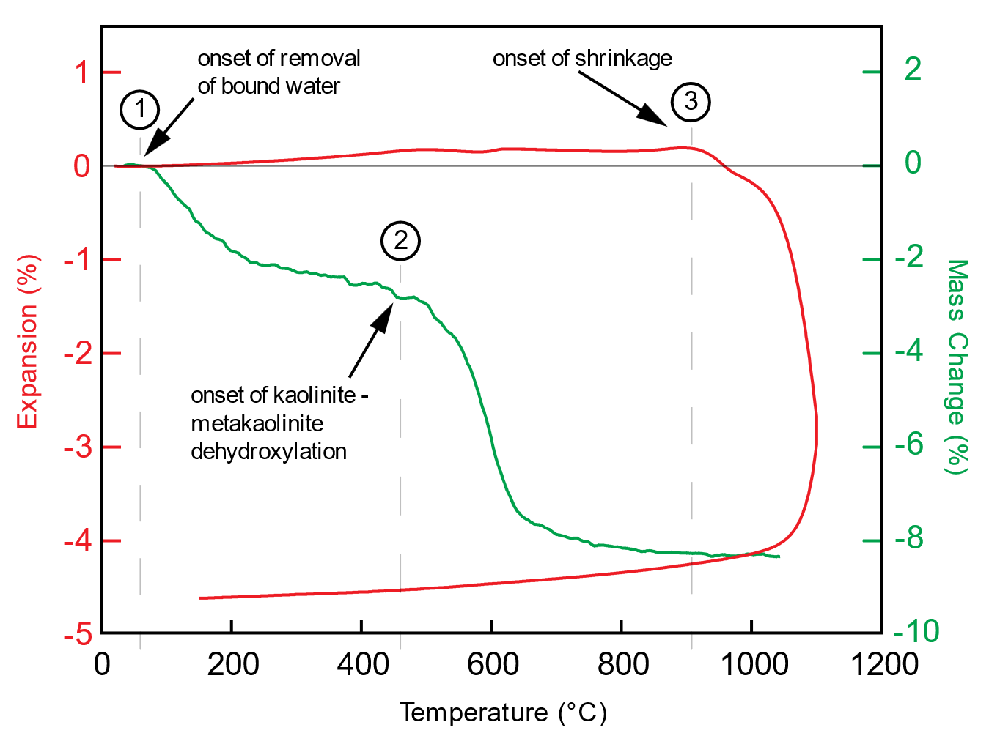 onset of removal
of bound water
onset of shrinkage
1
2
3
onset of kaolinite -
metakaolinite
dehydroxylation
Expansion (%)
1
0
-1
-2
-3
-4
-5
Mass Change (%)
2
0
-2
-4
-6
-8
-10
0 200 400 600 800 1000 1200
Temperature (°C)